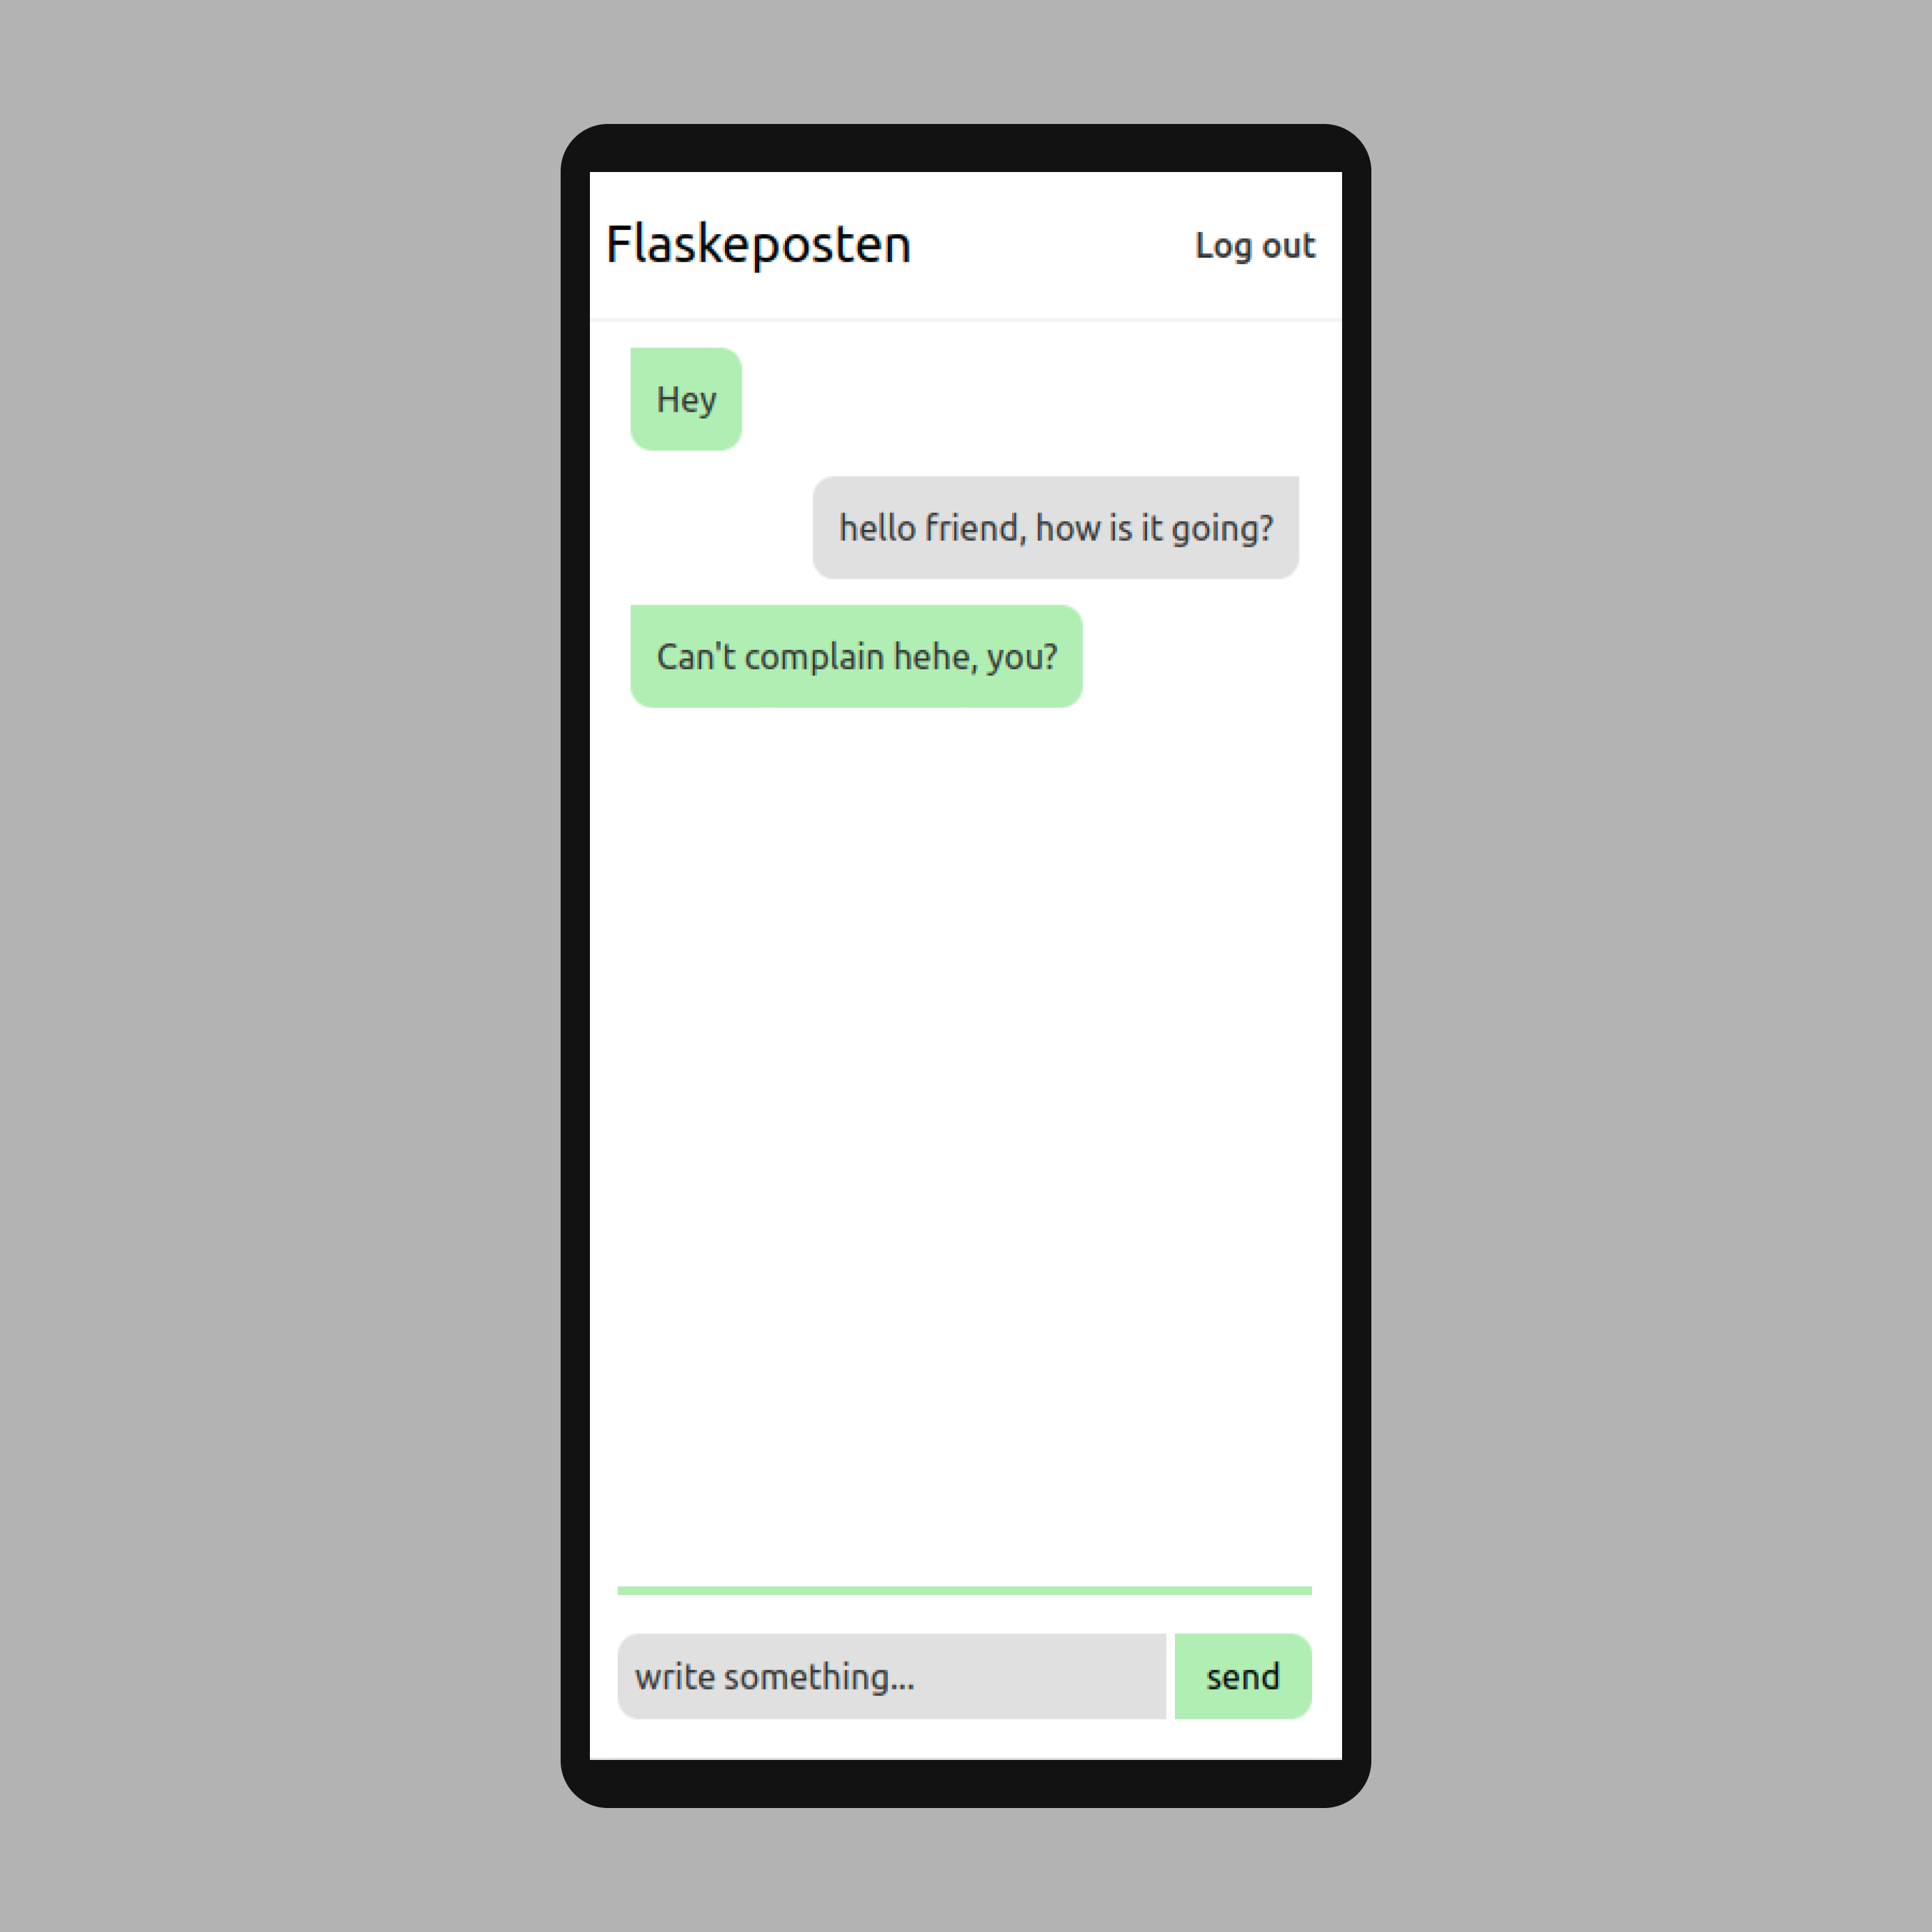 Flaskeposten
Log out
Hey
hello friend, how is it going?
Can't complain hehe, you?
write something...
send